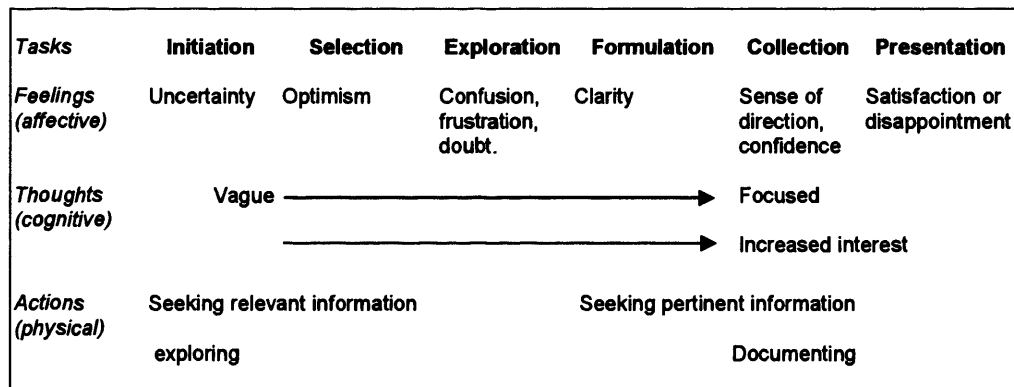 Tasks Initiation Selection Exploration Formulation Collection Presentation
Feelings Uncertainty Optimism Confusion, Clarity Sense of Satisfaction or
(affective) frustration, direction, disappointment
doubt. confidence
Thoughts Vague Focused
(cognitive)
Increased interest
Actions Seeking relevant information Seeking pertinent information
(physical)
exploring Documenting